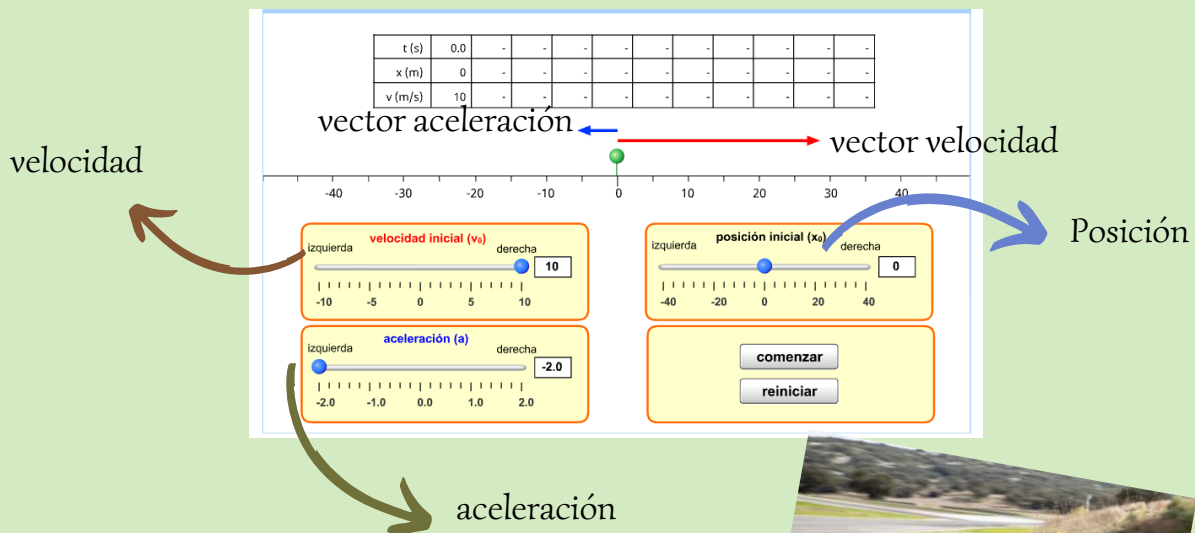 t (s) 0.0 - - - - - - - - -
x (m) 0 - - - - - - - - -
v (m/s) 10 - - - - - - - - -
vector aceleración
vector velocidad
velocidad
-40 -30 -20 -10 0 10 20 30 40
Posición
velocidad inicial (v₀)
izquierda derecha
10
-10 -5 0 5 10
posición inicial (x₀)
izquierda derecha
0
-40 -20 0 20 40
aceleración (a)
izquierda derecha
-2.0
-2.0 -1.0 0.0 1.0 2.0
comenzar
reiniciar
aceleración